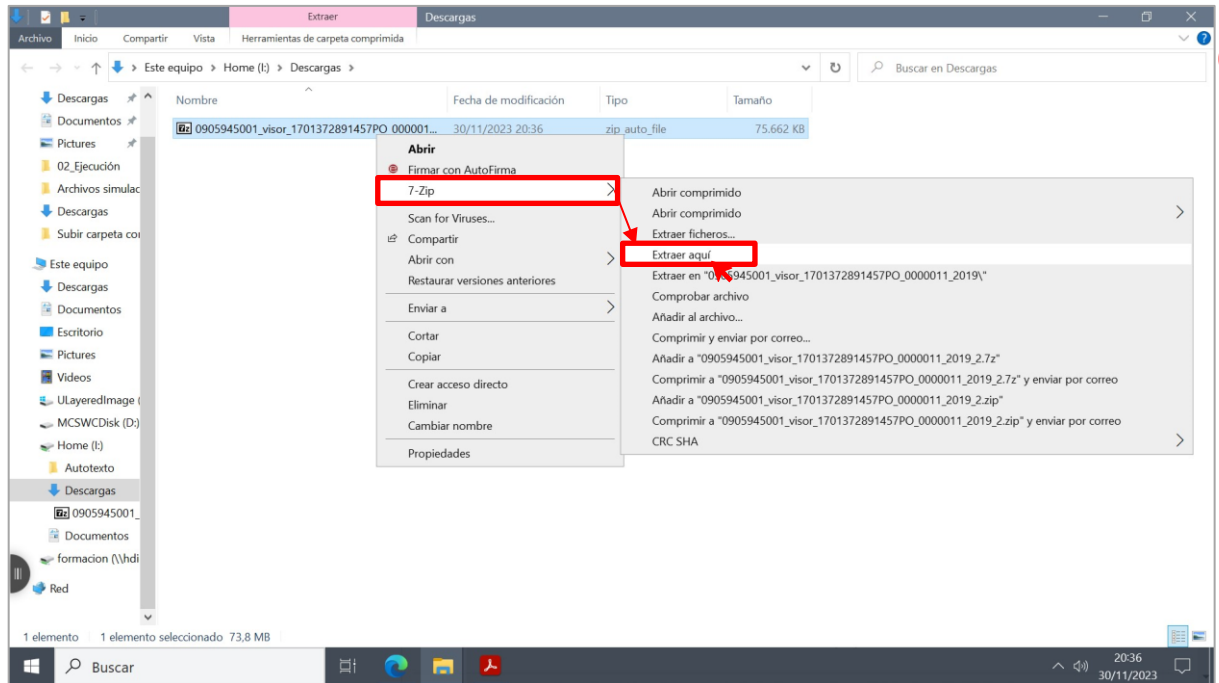 Extraer
Descargas
Archivo Inicio Compartir Vista Herramientas de carpeta comprimida
Este equipo > Home (I:) > Descargas >
Buscar en Descargas
Descargas
Documentos
Pictures
02_Ejecución
Archivos simulac
Descargas
Subir carpeta co
Este equipo
Descargas
Documentos
Escritorio
Pictures
Videos
ULayeredImage (
MCSWCDisk (D:)
Home (I:)
Autotexto
Descargas
0905945001_
Documentos
formacion (\\hdi
Red
Nombre Fecha de modificación Tipo Tamaño
0905945001_visor_1701372891457PO_000001... 30/11/2023 20:36 zip_auto_file 75.662 KB
Abrir
Firmar con AutoFirma
7-Zip
Scan for Viruses...
Compartir
Abrir con
Restaurar versiones anteriores
Enviar a
Cortar
Copiar
Crear acceso directo
Eliminar
Cambiar nombre
Propiedades
Abrir comprimido
Abrir comprimido
Extraer ficheros...
Extraer aquí
Extraer en "0905945001_visor_1701372891457PO_0000011_2019\"
Comprobar archivo
Añadir al archivo...
Comprimir y enviar por correo...
Añadir a "0905945001_visor_1701372891457PO_0000011_2019_2.7z"
Comprimir a "0905945001_visor_1701372891457PO_0000011_2019_2.7z" y enviar por correo
Añadir a "0905945001_visor_1701372891457PO_0000011_2019_2.zip"
Comprimir a "0905945001_visor_1701372891457PO_0000011_2019_2.zip" y enviar por correo
CRC SHA
1 elemento 1 elemento seleccionado 73,8 MB
Buscar
20:36
30/11/2023